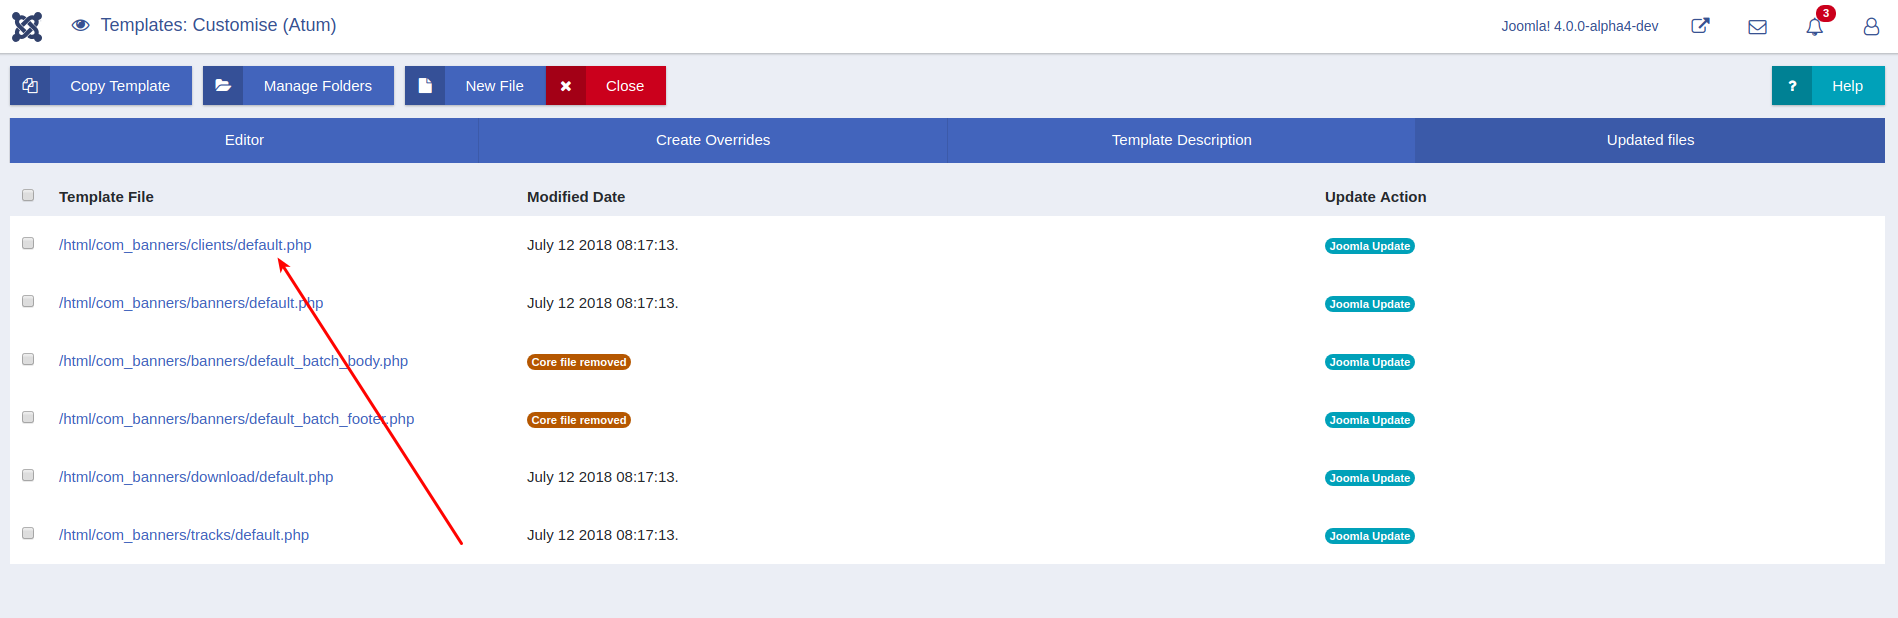 Templates: Customise (Atum)
Joomla! 4.0.0-alpha4-dev
3
Copy Template
Manage Folders
New File
Close
? Help
Editor
Create Overrides
Template Description
Updated files
Template File Modified Date Update Action
/html/com_banners/clients/default.php July 12 2018 08:17:13. Joomla Update
/html/com_banners/banners/default.php July 12 2018 08:17:13. Joomla Update
/html/com_banners/banners/default_batch_body.php Core file removed Joomla Update
/html/com_banners/banners/default_batch_footer.php Core file removed Joomla Update
/html/com_banners/download/default.php July 12 2018 08:17:13. Joomla Update
/html/com_banners/tracks/default.php July 12 2018 08:17:13. Joomla Update